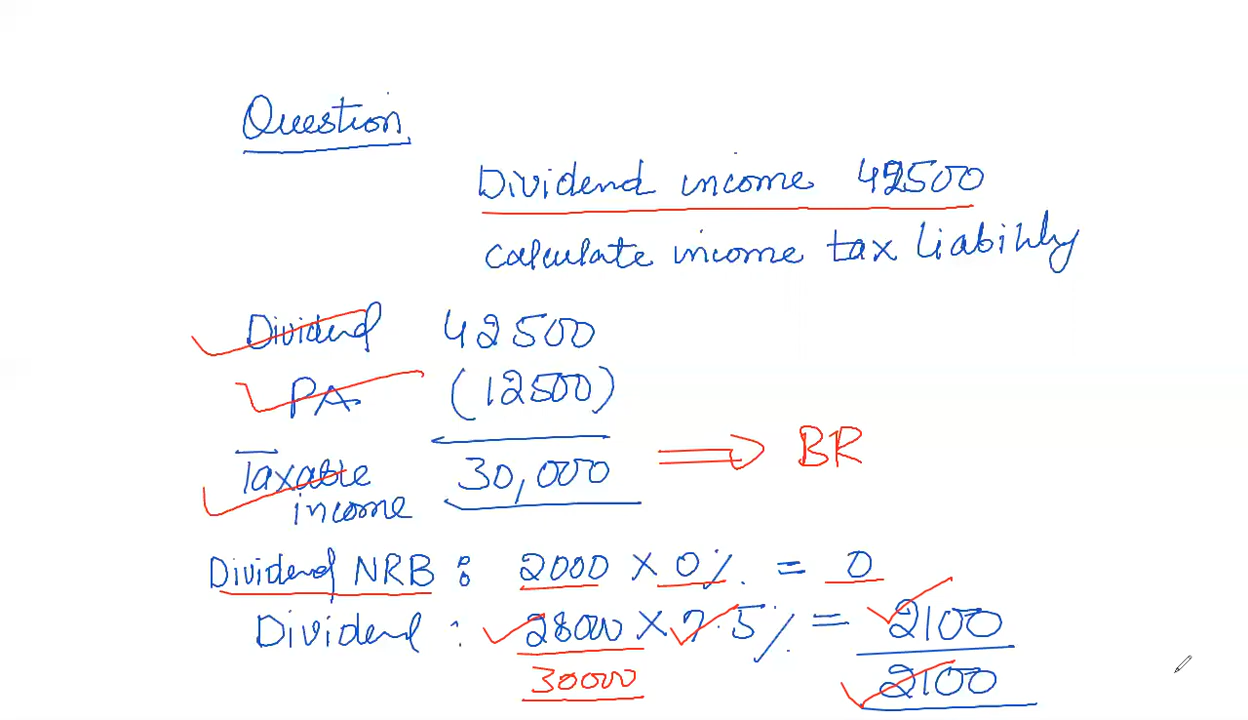 Question
Dividend income 42500
Calculate income tax liability
Dividend 42500
PA (12500)
Taxable income 30,000 ⇒ BR
Dividend NRB : 2000 × 0% = 0
Dividend : 28000 × 7.5% = 2100
30000 2100